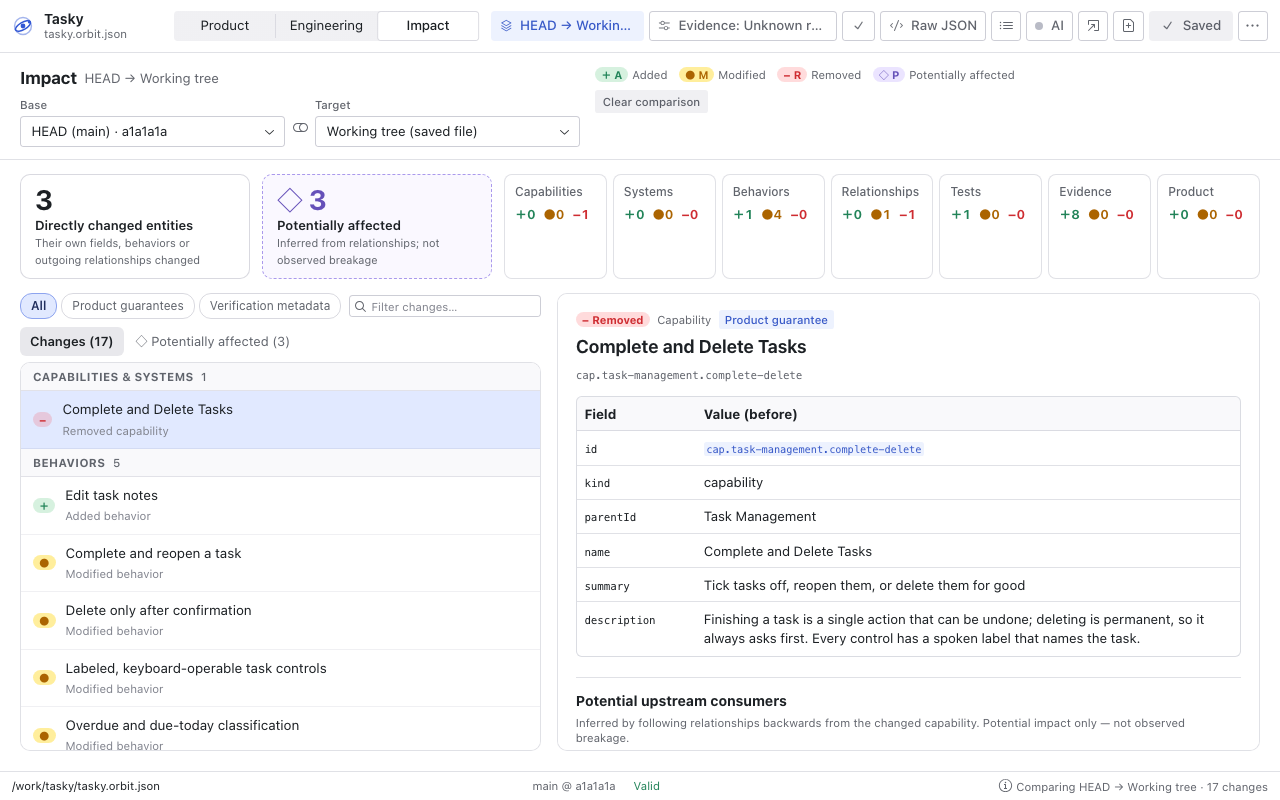 Tasky
tasky.orbit.json
Product
Engineering
Impact
HEAD → Workin...
Evidence: Unknown r...
✓
</> Raw JSON
AI
✓ Saved
...
Impact HEAD → Working tree
+ A Added ● M Modified − R Removed ◇ P Potentially affected
Clear comparison
Base
HEAD (main) · a1a1a1a
Target
Working tree (saved file)
3
Directly changed entities
Their own fields, behaviors or
outgoing relationships changed
◇ 3
Potentially affected
Inferred from relationships; not
observed breakage
Capabilities
+0 ●0 −1
Systems
+0 ●0 −0
Behaviors
+1 ●4 −0
Relationships
+0 ●1 −1
Tests
+1 ●0 −0
Evidence
+8 ●0 −0
Product
+0 ●0 −0
All
Product guarantees
Verification metadata
Filter changes...
Changes (17)
◇ Potentially affected (3)
CAPABILITIES & SYSTEMS 1
− Complete and Delete Tasks
Removed capability
BEHAVIORS 5
+ Edit task notes
Added behavior
● Complete and reopen a task
Modified behavior
● Delete only after confirmation
Modified behavior
● Labeled, keyboard-operable task controls
Modified behavior
● Overdue and due-today classification
Modified behavior
− Removed Capability Product guarantee
Complete and Delete Tasks
cap.task-management.complete-delete
Field Value (before)
id cap.task-management.complete-delete
kind capability
parentId Task Management
name Complete and Delete Tasks
summary Tick tasks off, reopen them, or delete them for good
description Finishing a task is a single action that can be undone; deleting is permanent, so it
always asks first. Every control has a spoken label that names the task.
Potential upstream consumers
Inferred by following relationships backwards from the changed capability. Potential impact only — not observed
breakage.
/work/tasky/tasky.orbit.json
main @ a1a1a1a
Valid
Comparing HEAD → Working tree · 17 changes